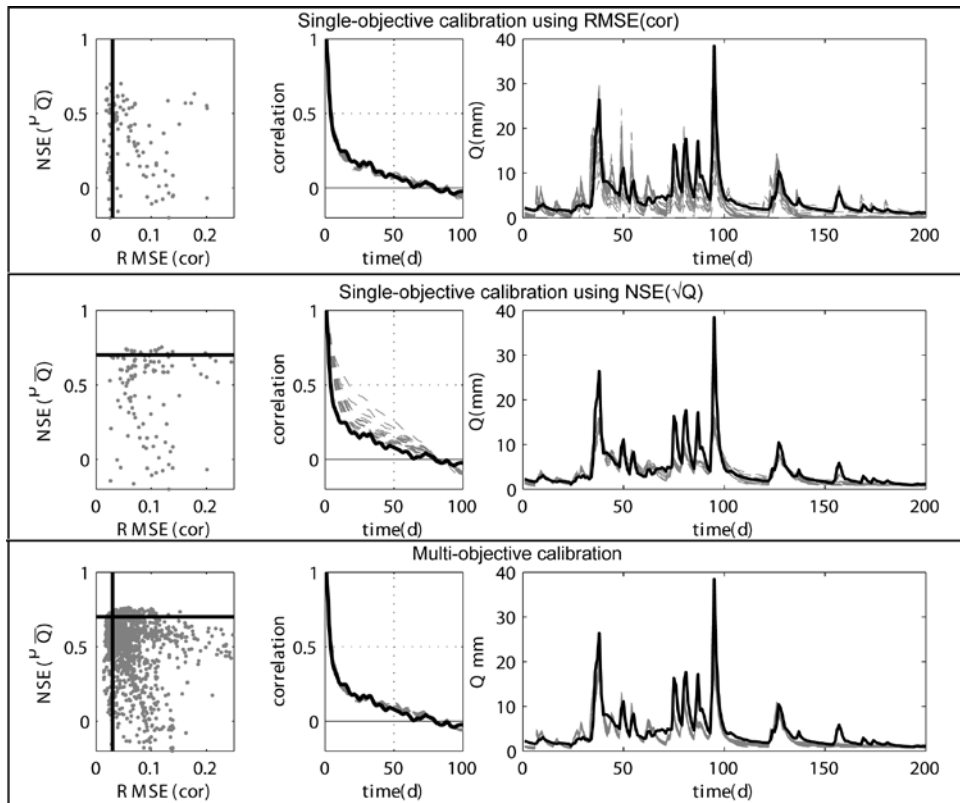 Single-objective calibration using RMSE(cor)
1
0.5
0
NSE(µ Q̅)
0 0.1 0.2
RMSE(cor)
1
0.5
0
correlation
0 50 100
time(d)
40
30
20
10
0
Q(mm)
0 50 100 150 200
time(d)
Single-objective calibration using NSE(√Q)
1
0.5
0
NSE(µ Q̅)
0 0.1 0.2
RMSE(cor)
1
0.5
0
correlation
0 50 100
time(d)
40
30
20
10
0
Q(mm)
0 50 100 150 200
time(d)
Multi-objective calibration
1
0.5
0
NSE(µ Q̅)
0 0.1 0.2
RMSE(cor)
1
0.5
0
correlation
0 50 100
time(d)
40
30
20
10
0
Q mm)
0 50 100 150 200
time(d)